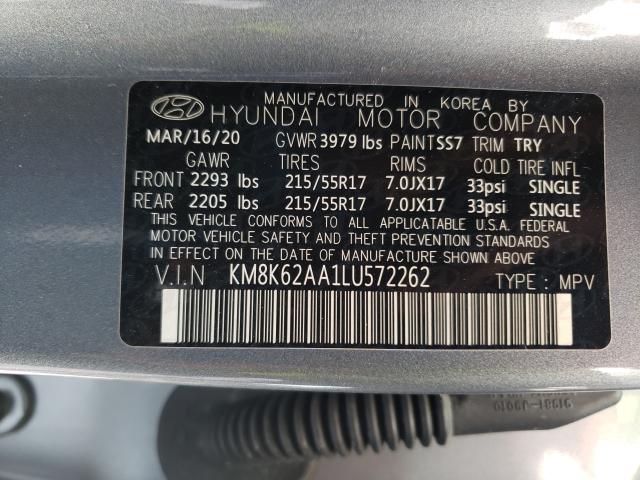 MANUFACTURED IN KOREA BY
HYUNDAI MOTOR COMPANY
MAR/16/20 GVWR 3979 lbs PAINT SS7 TRIM TRY
GAWR TIRES RIMS COLD TIRE INFL
FRONT 2293 lbs 215/55R17 7.0JX17 33psi SINGLE
REAR 2205 lbs 215/55R17 7.0JX17 33psi SINGLE
THIS VEHICLE CONFORMS TO ALL APPLICABLE U.S.A. FEDERAL
MOTOR VEHICLE SAFETY AND THEFT PREVENTION STANDARDS
IN EFFECT ON THE DATE OF MANUFACTURE SHOWN ABOVE
V.I.N KM8K62AA1LU572262 TYPE : MPV
91981-J9010